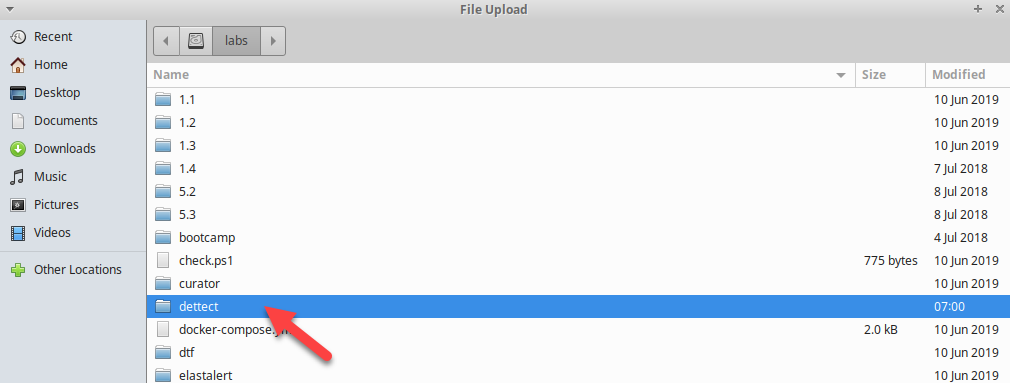 File Upload
Recent
Home
Desktop
Documents
Downloads
Music
Pictures
Videos
Other Locations
labs
Name Size Modified
1.1 10 Jun 2019
1.2 10 Jun 2019
1.3 10 Jun 2019
1.4 7 Jul 2018
5.2 8 Jul 2018
5.3 8 Jul 2018
bootcamp 4 Jul 2018
check.ps1 775 bytes 10 Jun 2019
curator 10 Jun 2019
dettect 07:00
docker-compose.yml 2.0 kB 10 Jun 2019
dtf 10 Jun 2019
elastalert 10 Jun 2019